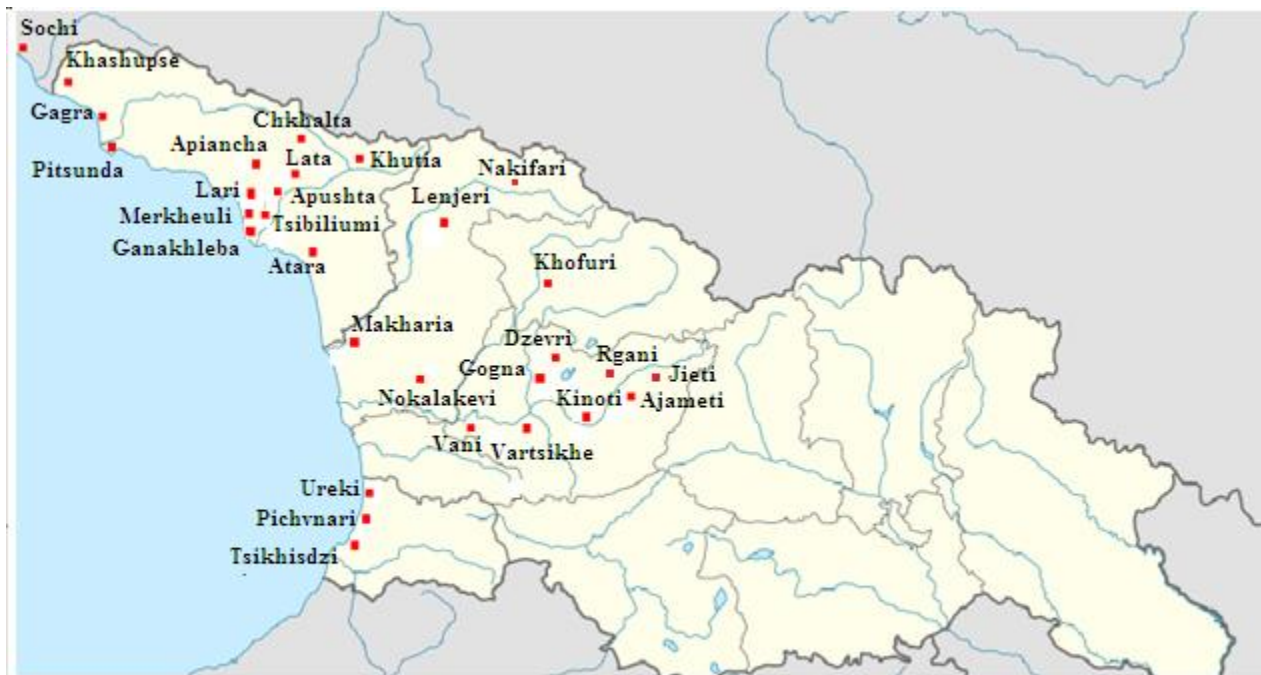 Sochi
Khashupse
Gagra
Chkhalta
Apiancha
Lata
Khutia
Pitsunda
Nakifari
Lari
Apushta
Lenjeri
Merkheuli
Tsibiliumi
Ganakhleba
Atara
Khofuri
Makharia
Dzevri
Rgani
Gogna
Jieti
Nokalakevi
Kinoti
Ajameti
Vani
Vartsikhe
Ureki
Pichvnari
Tsikhisdzi